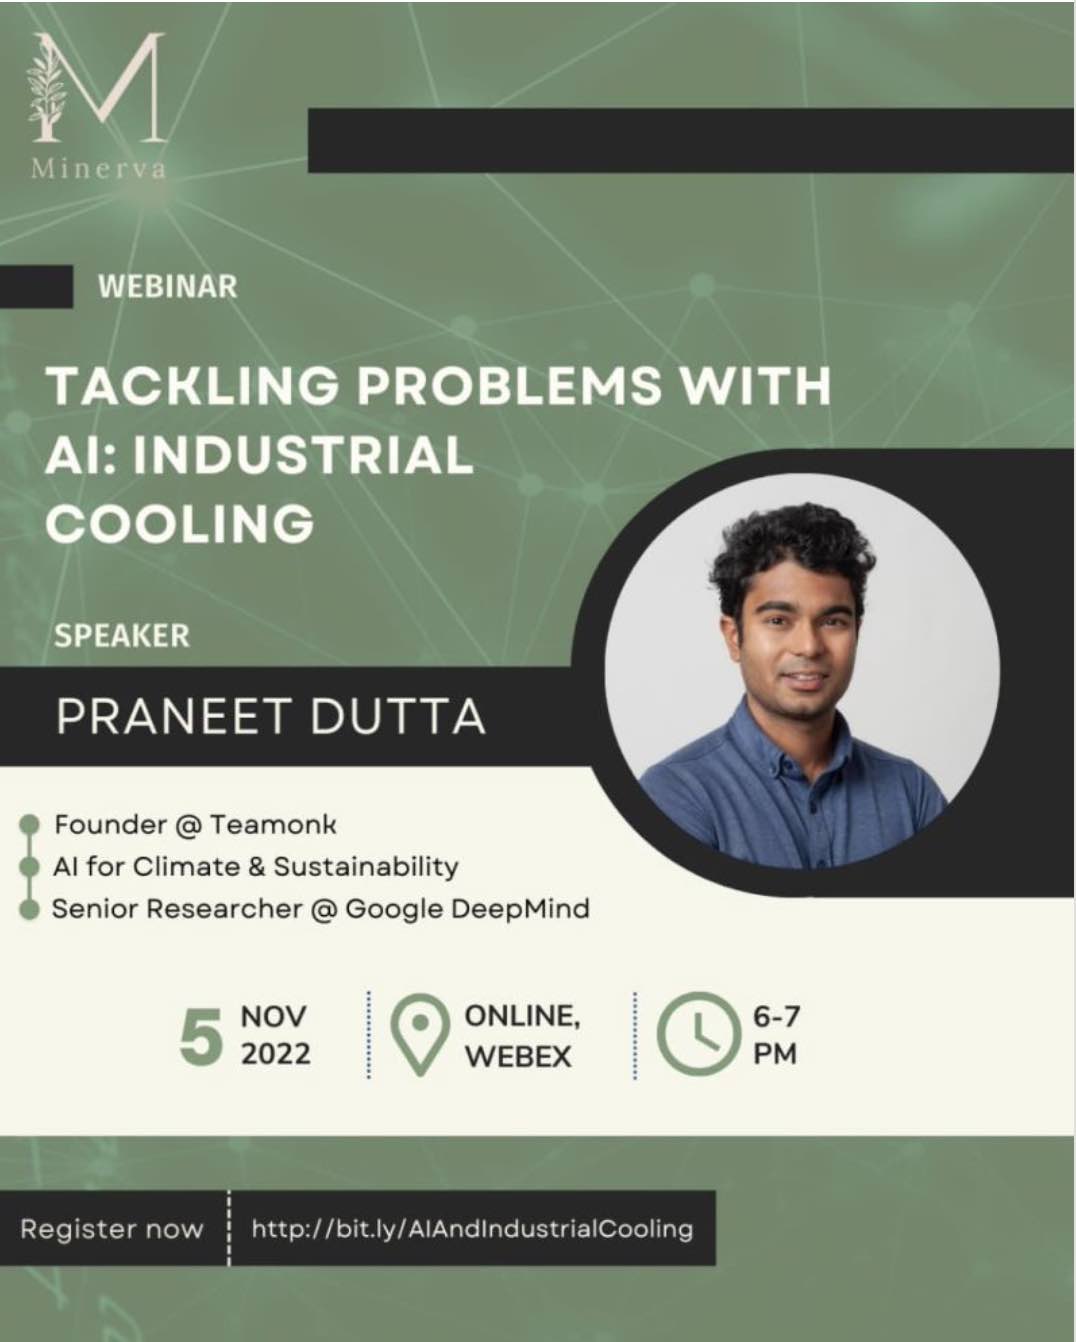 M
Minerva
WEBINAR
TACKLING PROBLEMS WITH
AI: INDUSTRIAL
COOLING
SPEAKER
PRANEET DUTTA
Founder @ Teamonk
AI for Climate & Sustainability
Senior Researcher @ Google DeepMind
5 NOV
2022
ONLINE,
WEBEX
6-7
PM
Register now
http://bit.ly/AIAndIndustrialCooling